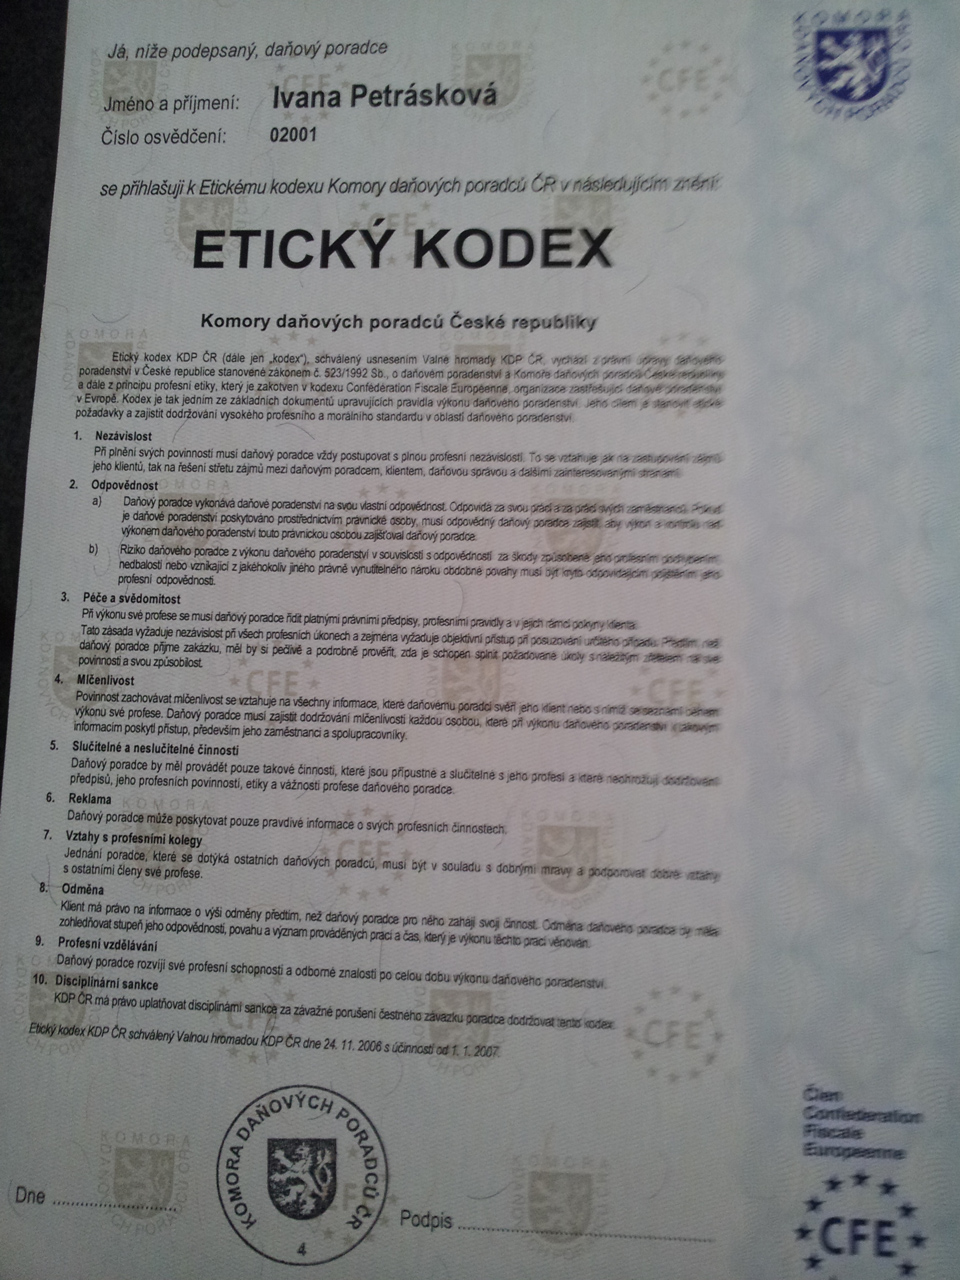 Já, níže podepsaný, daňový poradce
Jméno a příjmení: Ivana Petrásková
Číslo osvědčení: 02001
se přihlašuji k Etickému kodexu Komory daňových poradců ČR v následujícím znění:
ETICKÝ KODEX
Komory daňových poradců České republiky
Etický kodex KDP ČR (dále jen „kodex“), schválený usnesením Valné hromady KDP ČR, vychází z právní úpravy daňového
poradenství v České republice stanovené zákonem č. 523/1992 Sb., o daňovém poradenství a Komoře daňových poradců České republiky
a dále z principu profesní etiky, který je zakotven v kodexu Confédération Fiscale Européenne, organizace zastřešující daňové poradenství
v Evropě. Kodex je tak jedním ze základních dokumentů upravujících pravidla výkonu daňového poradenství. Jeho cílem je stanovit etické
požadavky a zajistit dodržování vysokého profesního a morálního standardu v oblasti daňového poradenství.
1. Nezávislost
Při plnění svých povinností musí daňový poradce vždy postupovat s plnou profesní nezávislostí. To se vztahuje jak na zastupování zájmů
jeho klientů, tak na řešení střetu zájmů mezi daňovým poradcem, klientem, daňovou správou a dalšími zainteresovanými stranami.
2. Odpovědnost
a) Daňový poradce vykonává daňové poradenství na svou vlastní odpovědnost. Odpovídá za svou práci a za práci svých zaměstnanců. Pokud
je daňové poradenství poskytováno prostřednictvím právnické osoby, musí odpovědný daňový poradce zajistit, aby výkon a kontrolu nad
výkonem daňového poradenství touto právnickou osobou zajišťoval daňový poradce.
b) Riziko daňového poradce z výkonu daňového poradenství v souvislosti s odpovědností za škody způsobené jeho profesním pochybením,
nedbalostí nebo vznikající z jakéhokoliv jiného právně vynutitelného nároku obdobné povahy musí být kryto odpovídajícím pojištěním jeho
profesní odpovědnosti.
3. Péče a svědomitost
Při výkonu své profese se musí daňový poradce řídit platnými právními předpisy, profesními pravidly a v jejich rámci pokyny klienta.
Tato zásada vyžaduje nezávislost při všech profesních úkonech a zejména vyžaduje objektivní přístup při posuzování určitého případu. Předtím, než
daňový poradce přijme zakázku, měl by si pečlivě a podrobně prověřit, zda je schopen splnit požadované úkoly s náležitým zřetelem na své
povinnosti a svou způsobilost.
4. Mlčenlivost
Povinnost zachovávat mlčenlivost se vztahuje na všechny informace, které daňovému poradci svěří jeho klient nebo s nimiž se seznámí během
výkonu své profese. Daňový poradce musí zajistit dodržování mlčenlivosti každou osobou, které při výkonu daňového poradenství k takovým
informacím poskytl přístup, především jeho zaměstnanci a spolupracovníky.
5. Slučitelné a neslučitelné činnosti
Daňový poradce by měl provádět pouze takové činnosti, které jsou přípustné a slučitelné s jeho profesí a které neohrožují dodržování
předpisů, jeho profesních povinností, etiky a vážnosti profese daňového poradce.
6. Reklama
Daňový poradce může poskytovat pouze pravdivé informace o svých profesních činnostech.
7. Vztahy s profesními kolegy
Jednání poradce, které se dotýká ostatních daňových poradců, musí být v souladu s dobrými mravy a podporovat dobré vztahy
s ostatními členy své profese.
8. Odměna
Klient má právo na informace o výši odměny předtím, než daňový poradce pro něho zahájí svoji činnost. Odměna daňového poradce by měla
zohledňovat stupeň jeho odpovědnosti, povahu a význam prováděných prací a čas, který je výkonu těchto prací věnován.
9. Profesní vzdělávání
Daňový poradce rozvíjí své profesní schopnosti a odborné znalosti po celou dobu výkonu daňového poradenství.
10. Disciplinární sankce
KDP ČR má právo uplatňovat disciplinární sankce za závažné porušení čestného závazku poradce dodržovat tento kodex.
Etický kodex KDP ČR schválený Valnou hromadou KDP ČR dne 24. 11. 2006 s účinností od 1. 1. 2007.
Dne ....................
KOMORA DAŇOVÝCH PORADCŮ ČR
4
Podpis ........................................
KOMORA DAŇOVÝCH PORADCŮ
Člen
Confederation
Fiscale
Europeenne
CFE